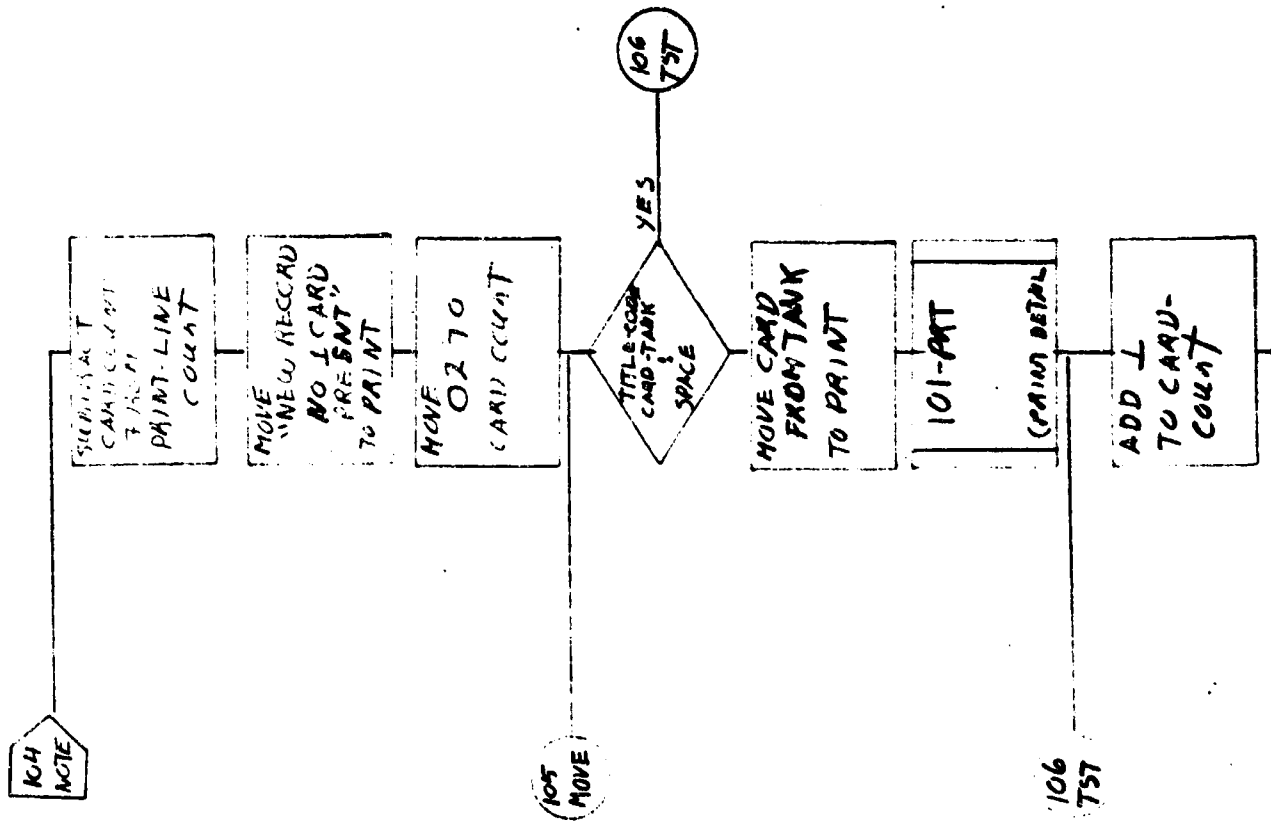 104
NOTE
SUBTRACT
CARD COUNT
FROM
PRINT-LINE
COUNT
MOVE
"NEW RECORD
NO 1 CARD
PRESENT"
TO PRINT
MOVE
02 TO
CARD COUNT
105
MOVE
TITLE-CODE
CARD-TANK
:
SPACE
YES
106
TST
MOVE CARD
FROM TANK
TO PRINT
101-PRT
(PRINT DETAIL
106
TST
ADD 1
TO CARD-
COUNT